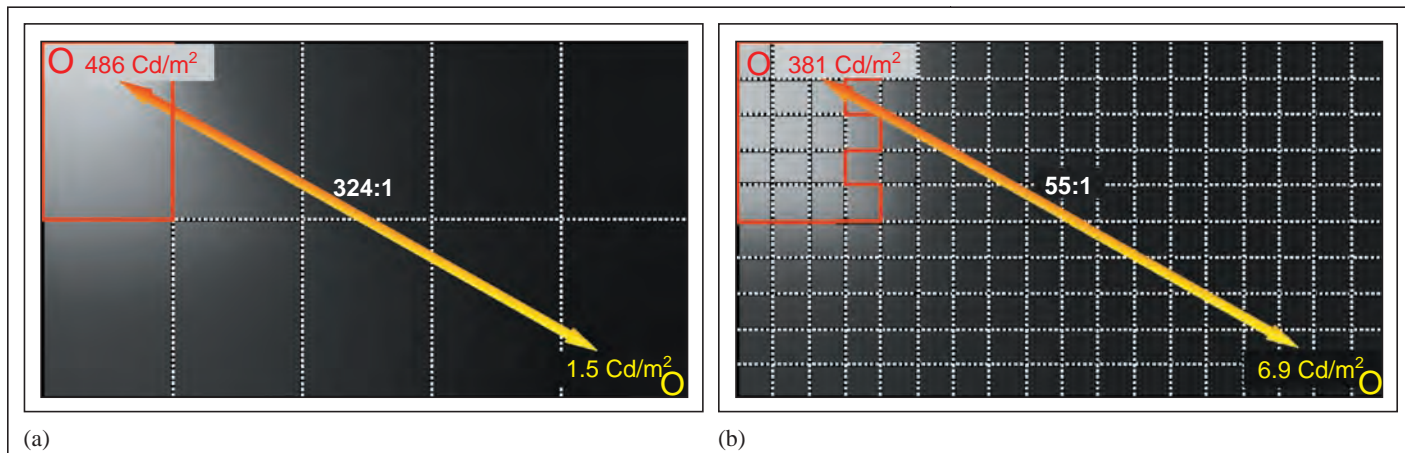 O 486 Cd/m²
324:1
1.5 Cd/m²
O
(a)
O 381 Cd/m²
55:1
6.9 Cd/m²
O
(b)